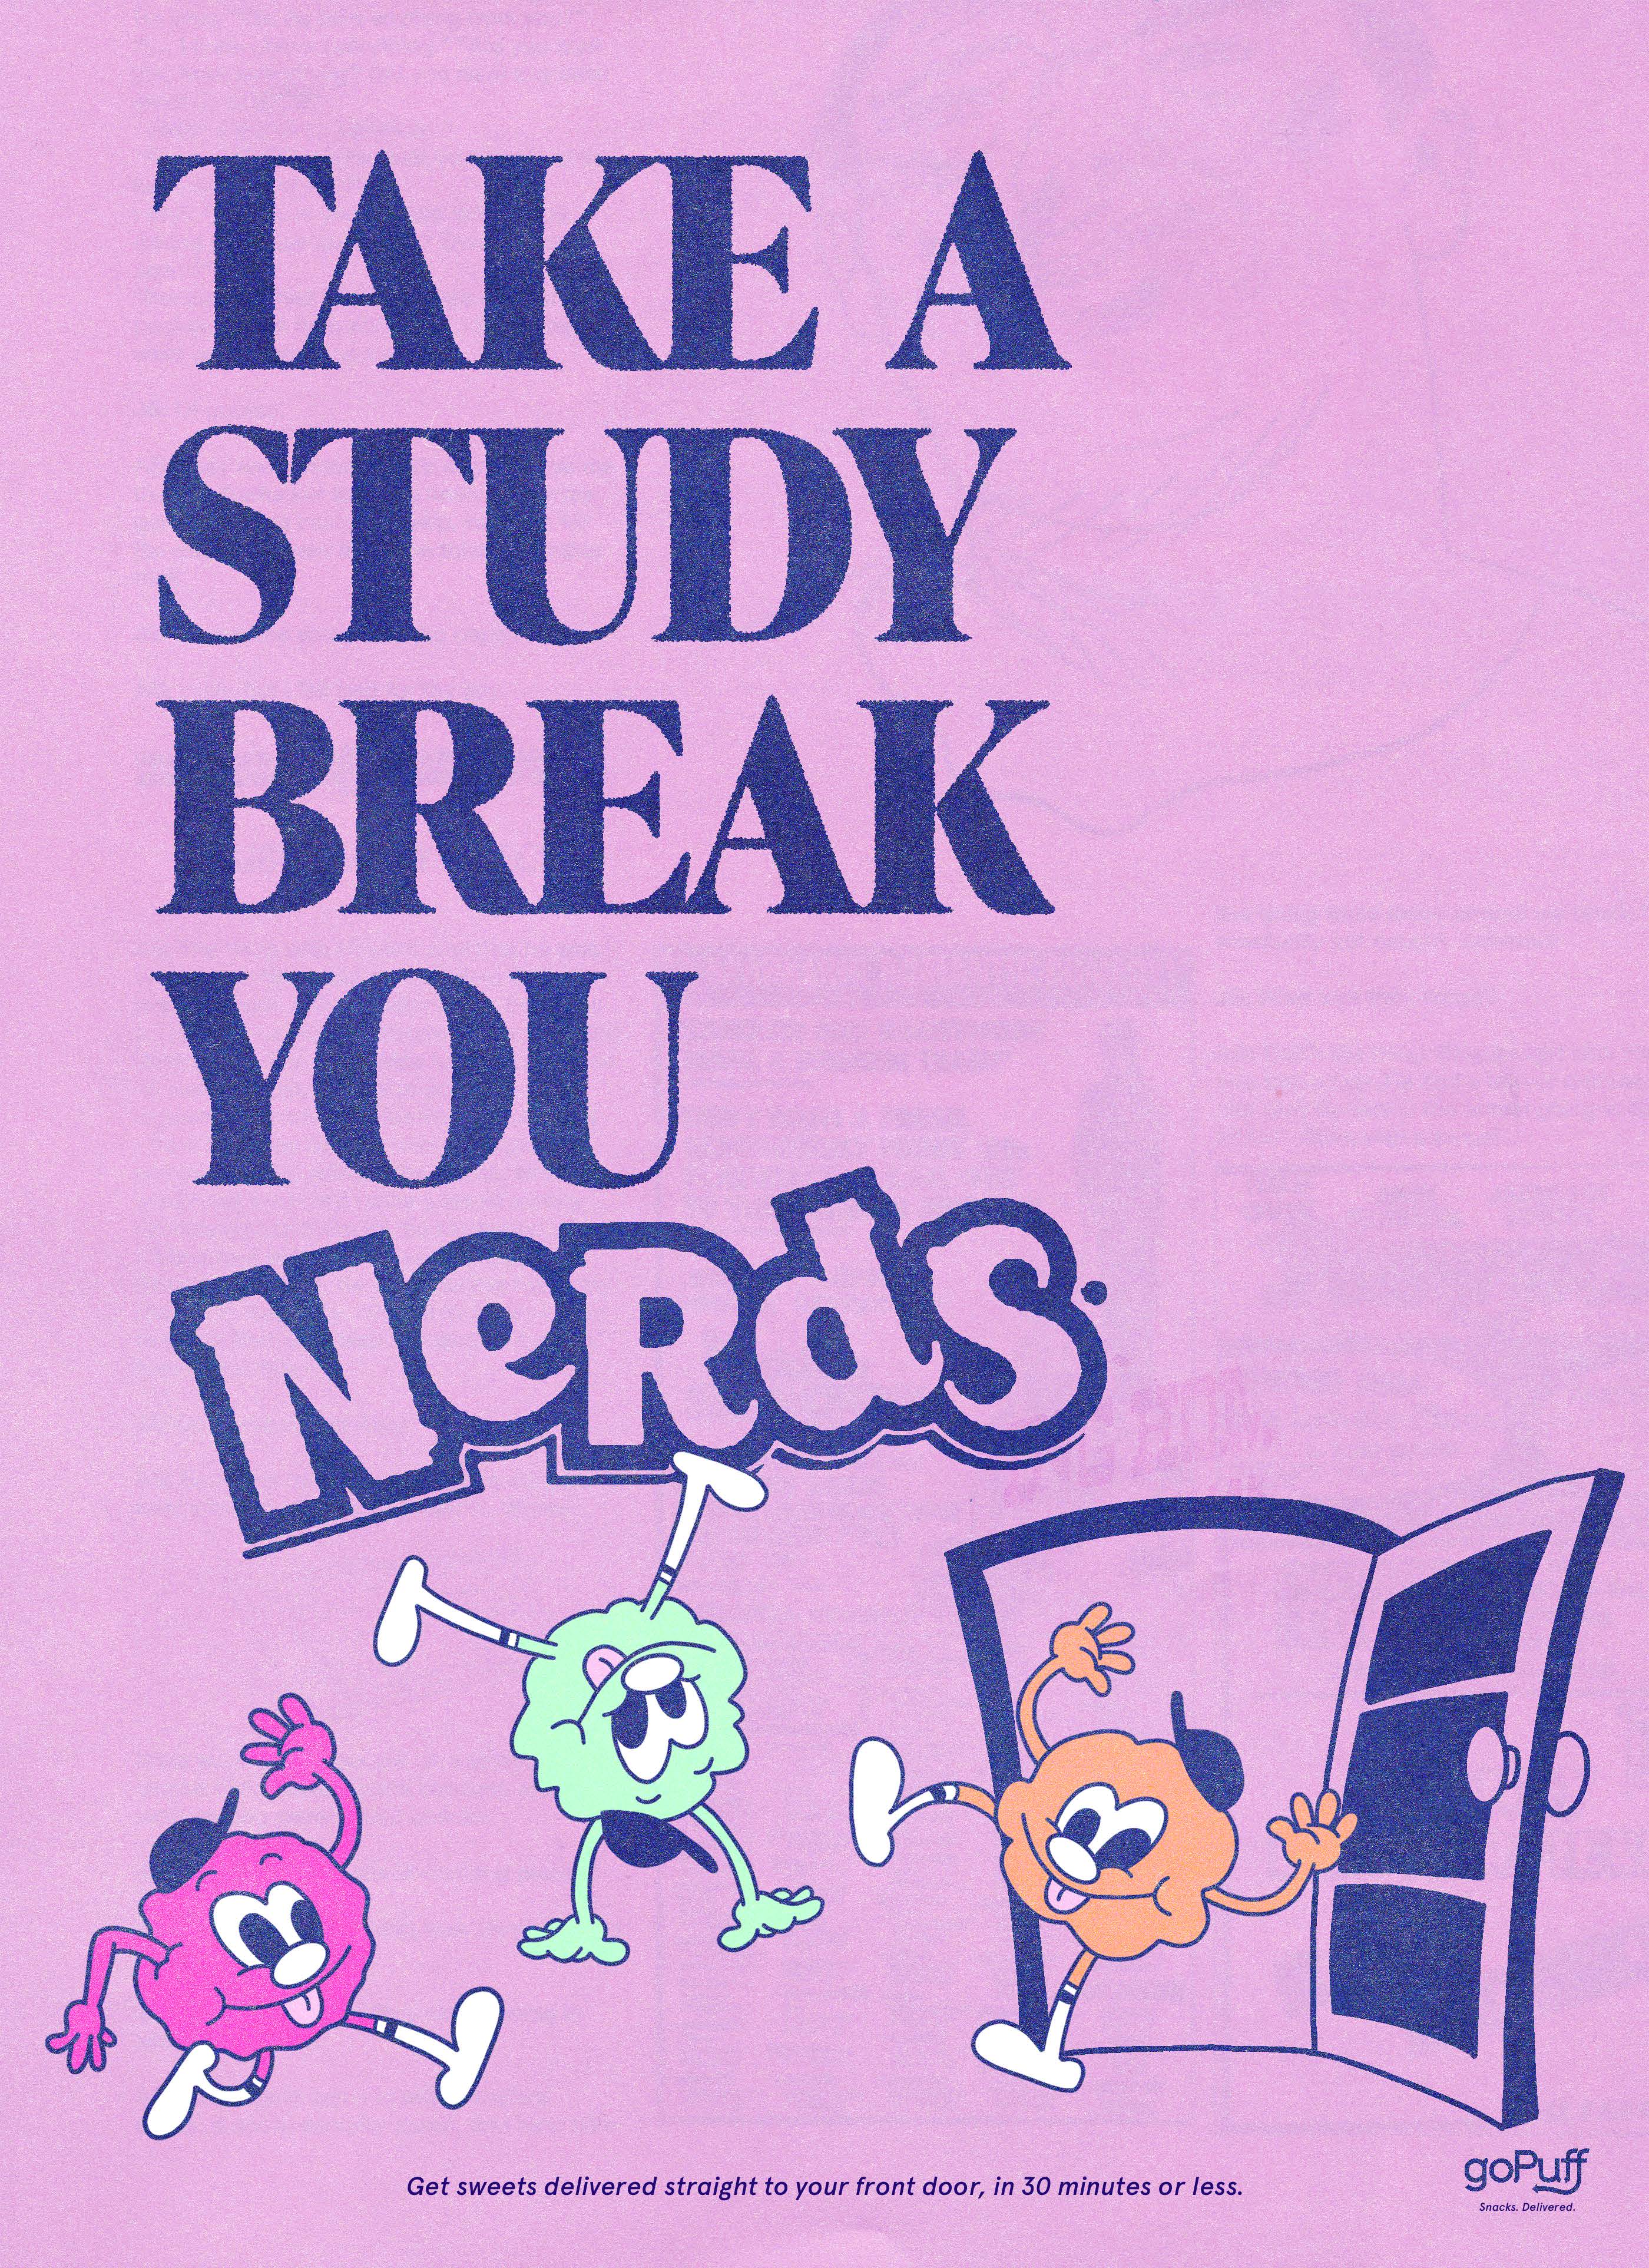 TAKE A
STUDY
BREAK
YOU
NeRds
Get sweets delivered straight to your front door, in 30 minutes or less.
goPuff
Snacks. Delivered.